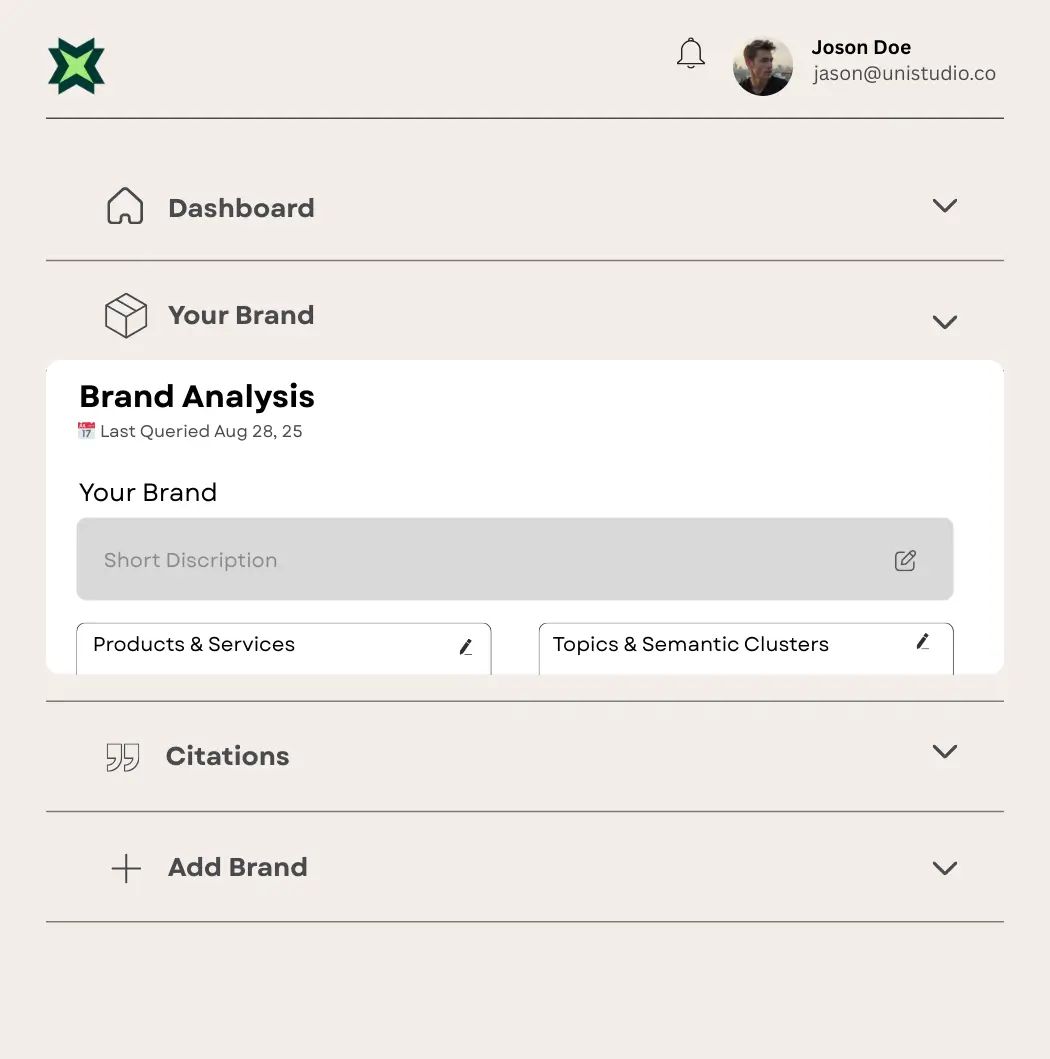 Joson Doe
jason@unistudio.co
Dashboard
Your Brand
Brand Analysis
📅 Last Queried Aug 28, 25
Your Brand
Short Discription
Products & Services
Topics & Semantic Clusters
Citations
Add Brand